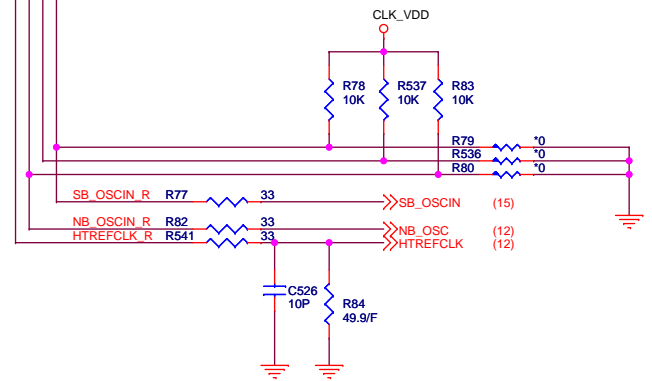 CLK_VDD
R78 R537 R83
10K 10K 10K
R79 *0
R536 *0
R80 *0
SB_OSCIN_R R77 33 SB_OSCIN (15)
NB_OSCIN_R R82 33 NB_OSC (12)
HTREFCLK_R R541 33 HTREFCLK (12)
C526
10P
R84
49.9/F